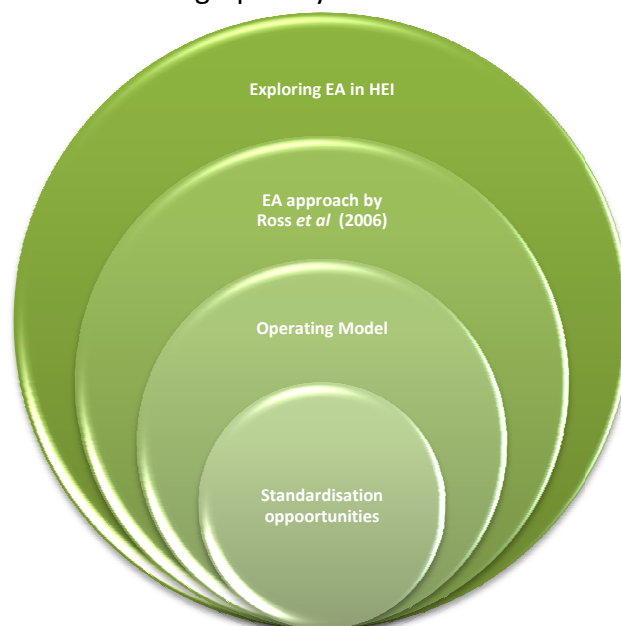 Exploring EA in HEI
EA approach by
Ross et al (2006)
Operating Model
Standardisation
oppoortunities